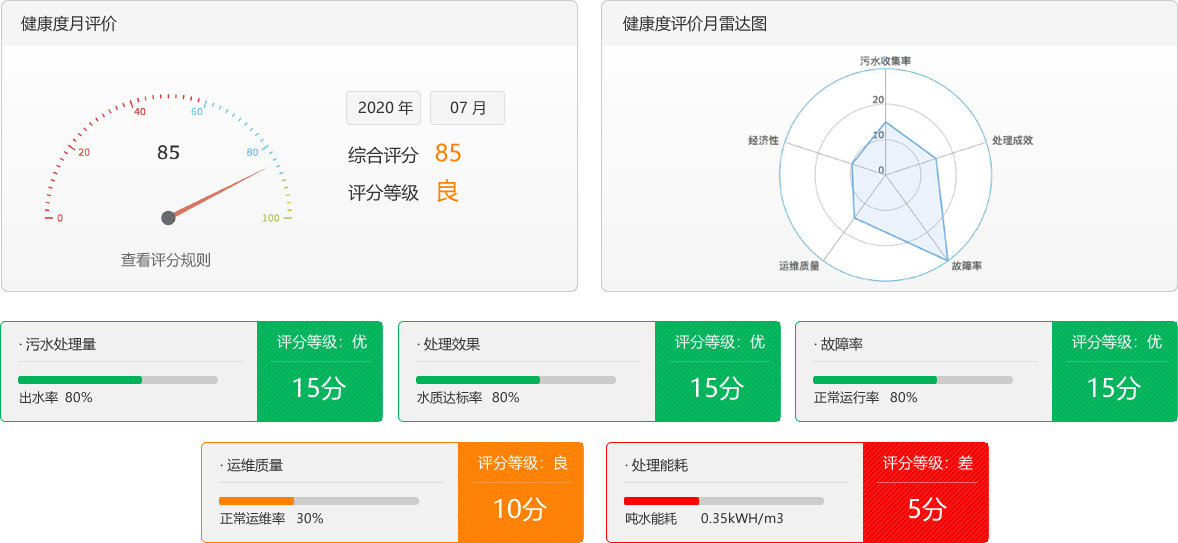 健康度月评价
40
60
20
80
85
0
100
查看评分规则
2020 年 07 月
综合评分 85
评分等级 良
健康度评价月雷达图
污水收集率
20
10
0
经济性
处理成效
运维质量
故障率
· 污水处理量
出水率 80%
评分等级：优
15分
· 处理效果
水质达标率 80%
评分等级：优
15分
· 故障率
正常运行率 80%
评分等级：优
15分
· 运维质量
正常运维率 30%
评分等级：良
10分
· 处理能耗
吨水能耗 0.35kWH/m3
评分等级：差
5分